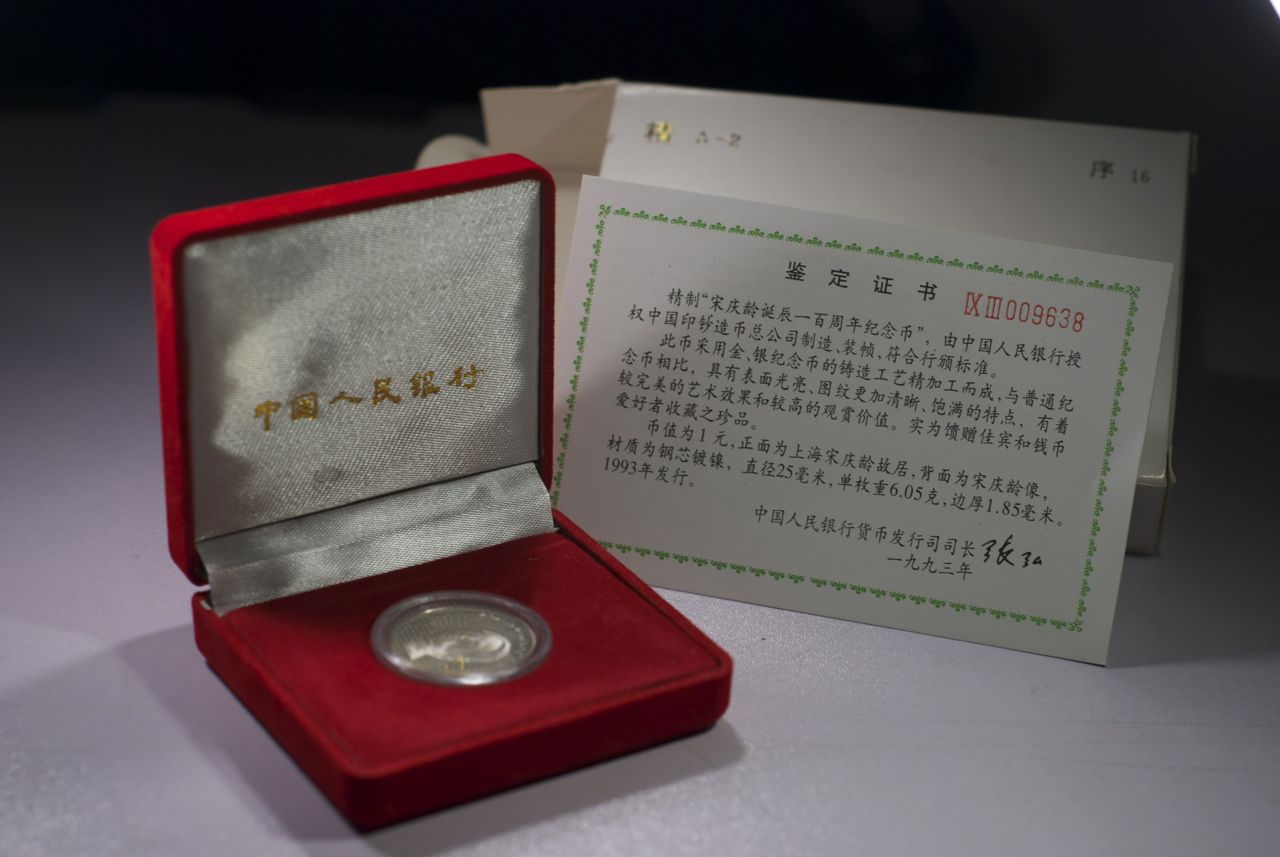 精 A-2
序 16
鉴定证书
ⅨⅢ009638
精制“宋庆龄诞辰一百周年纪念币”，由中国人民银行授
权中国印钞造币总公司制造、装帧,符合行颁标准。
此币采用金、银纪念币的铸造工艺精加工而成,与普通纪
念币相比，具有表面光亮、图纹更加清晰、饱满的特点，有着
较完美的艺术效果和较高的观赏价值。实为馈赠佳宾和钱币
爱好者收藏之珍品。
币值为1元,正面为上海宋庆龄故居,背面为宋庆龄像,
材质为钢芯镀镍，直径25毫米,单枚重6.05克,边厚1.85毫米。
1993年发行。
中国人民银行货币发行司司长 张弘
一九九三年
中国人民银行